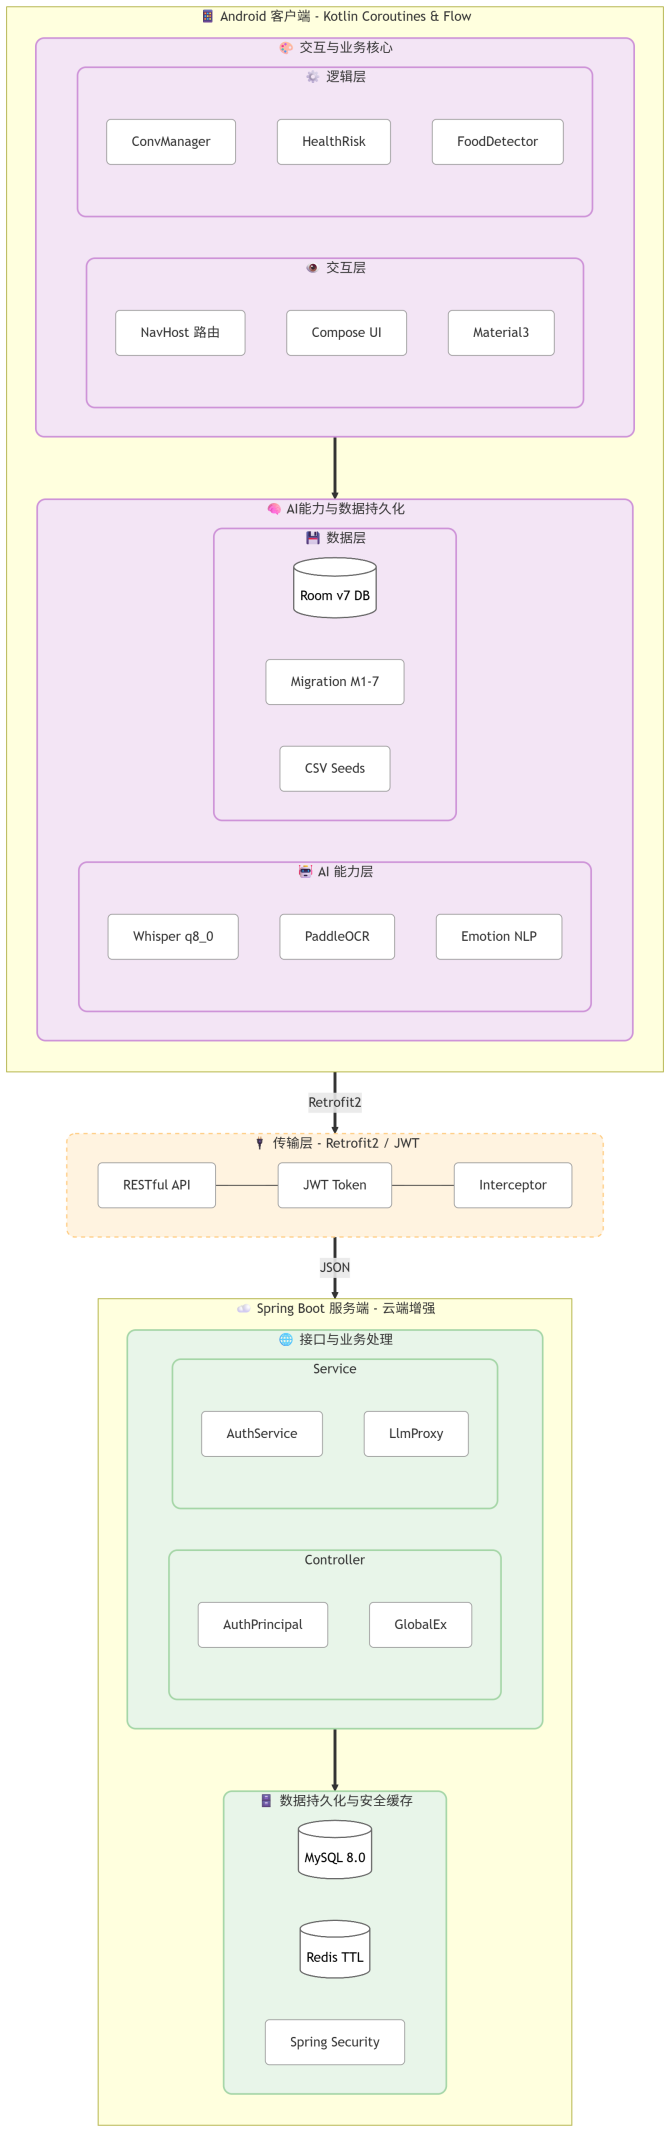 Android 客户端 - Kotlin Coroutines & Flow
交互与业务核心
逻辑层
ConvManager
HealthRisk
FoodDetector
交互层
NavHost 路由
Compose UI
Material3
AI能力与数据持久化
数据层
Room v7 DB
Migration M1-7
CSV Seeds
AI 能力层
Whisper q8_0
PaddleOCR
Emotion NLP
Retrofit2
传输层 - Retrofit2 / JWT
RESTful API
JWT Token
Interceptor
JSON
Spring Boot 服务端 - 云端增强
接口与业务处理
Service
AuthService
LlmProxy
Controller
AuthPrincipal
GlobalEx
数据持久化与安全缓存
MySQL 8.0
Redis TTL
Spring Security